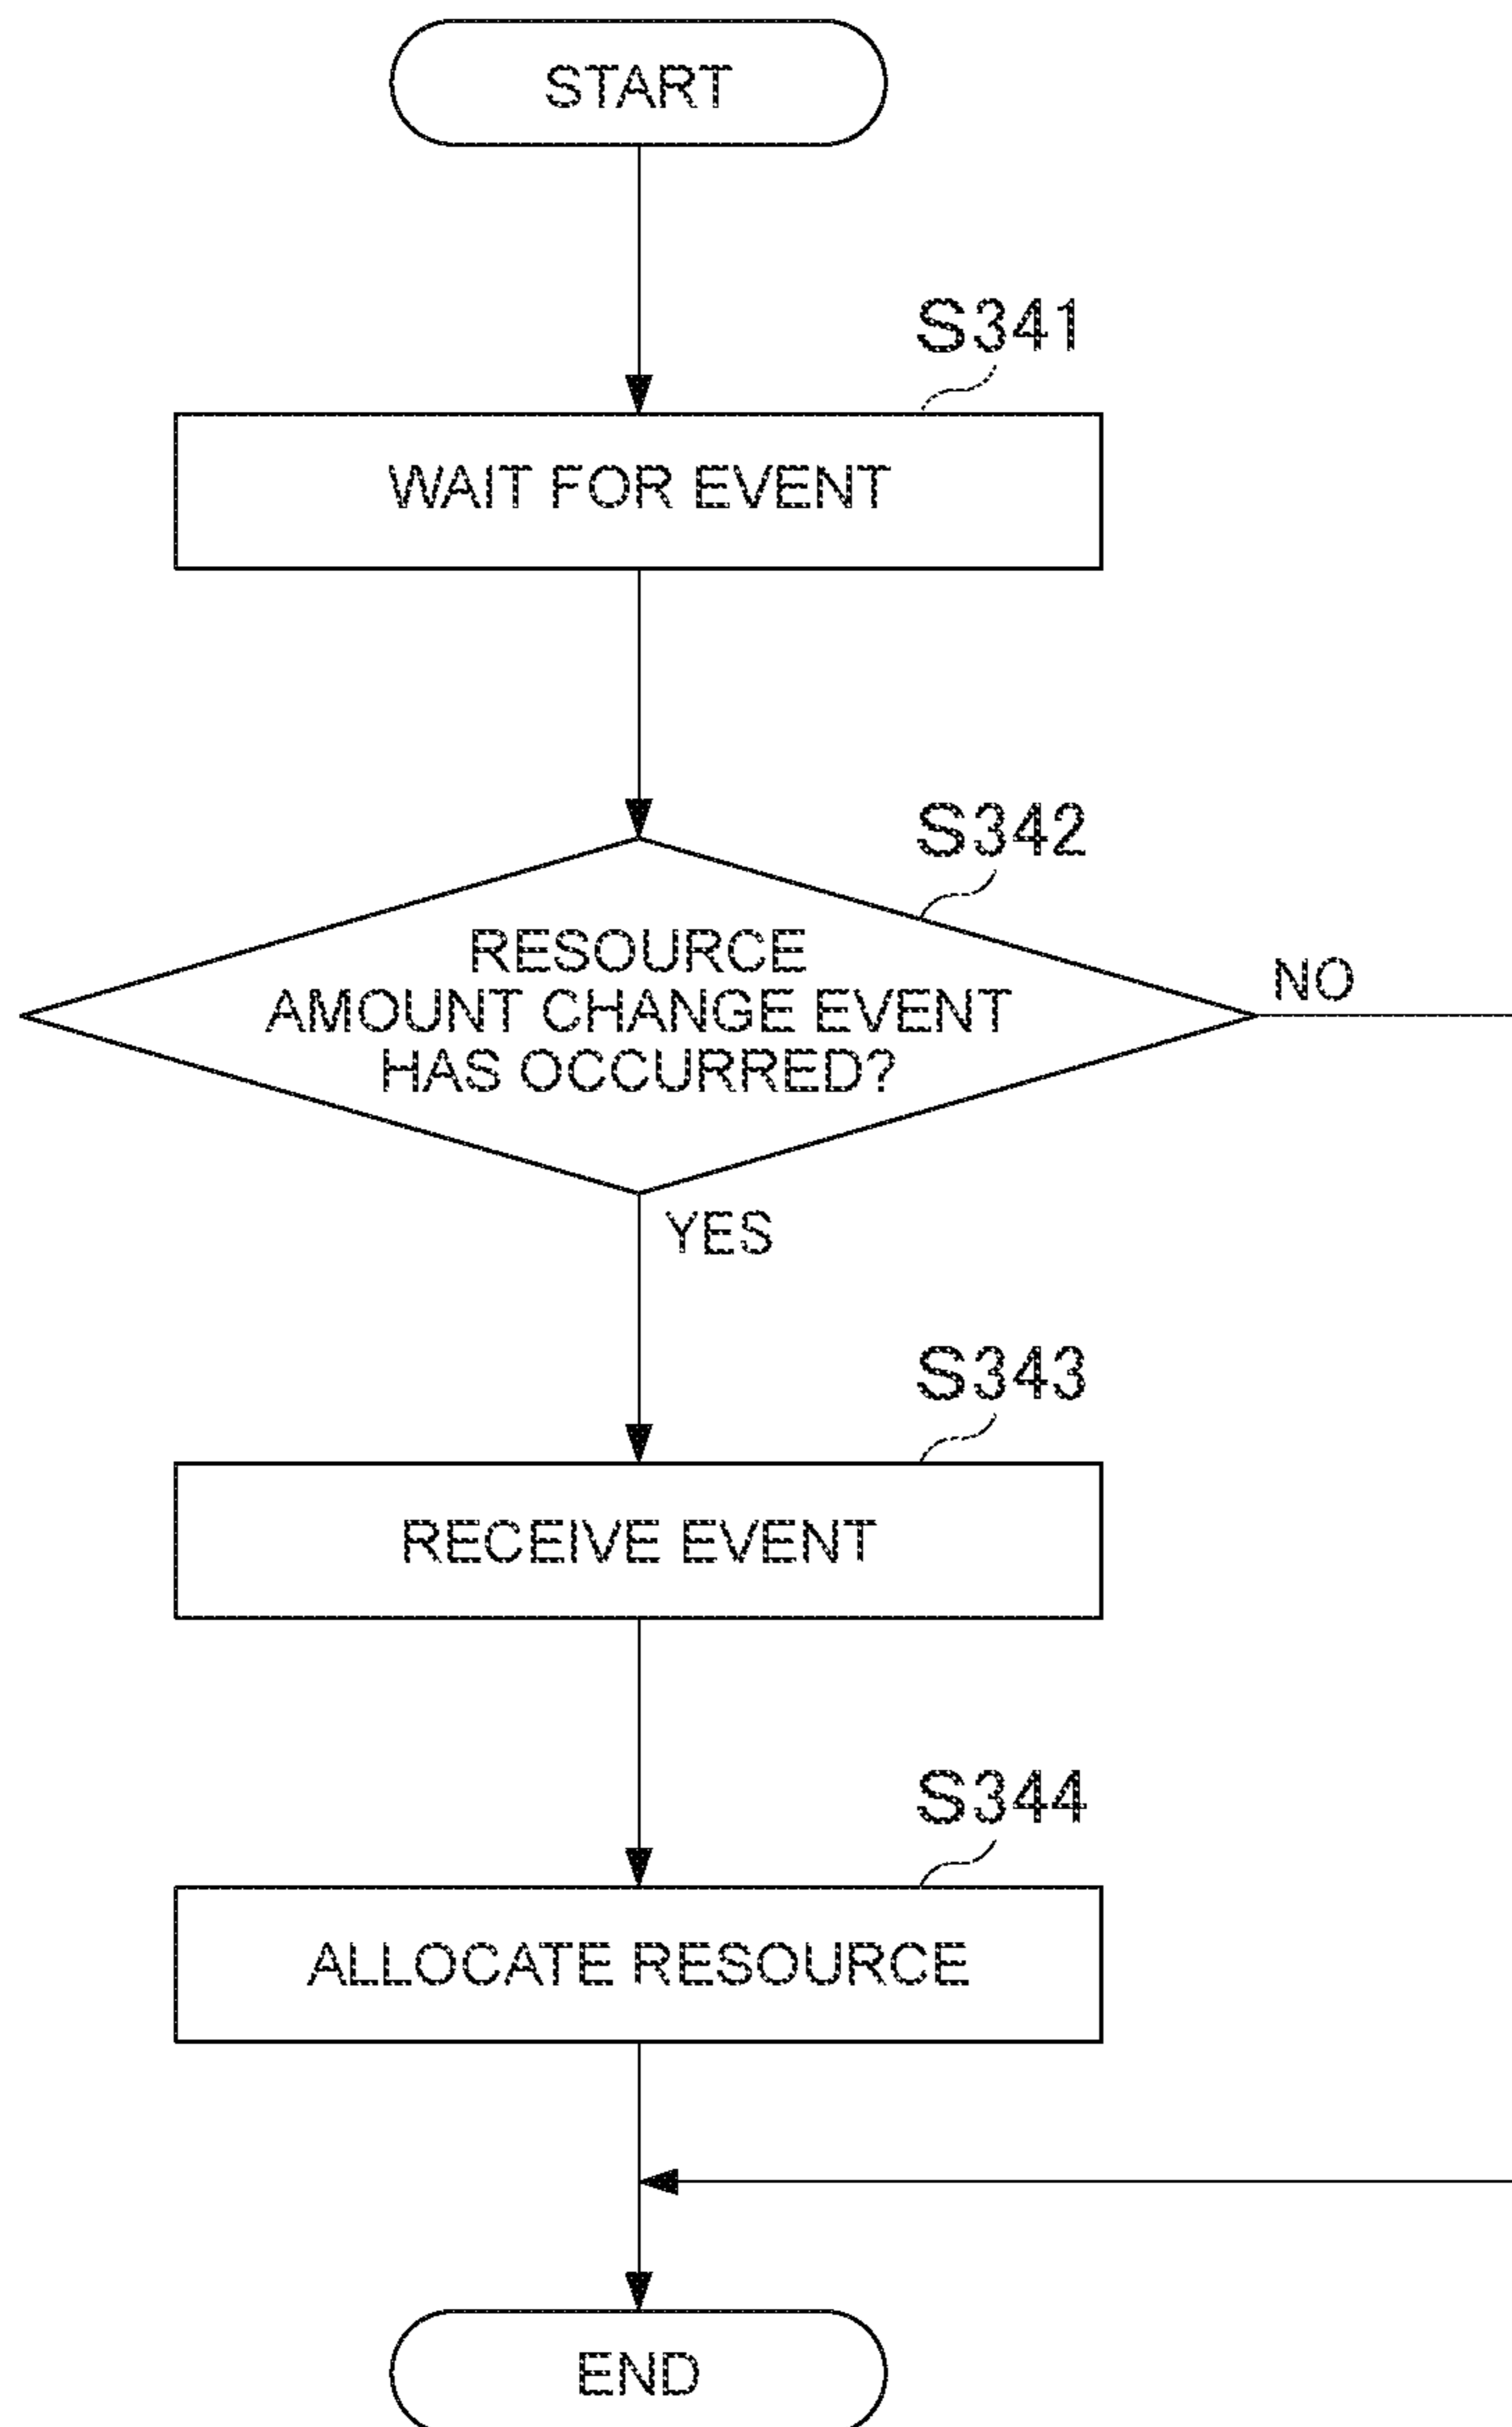 START
S341
WAIT FOR EVENT
S342
RESOURCE
AMOUNT CHANGE EVENT
HAS OCCURRED?
NO
YES
S343
RECEIVE EVENT
S344
ALLOCATE RESOURCE
END